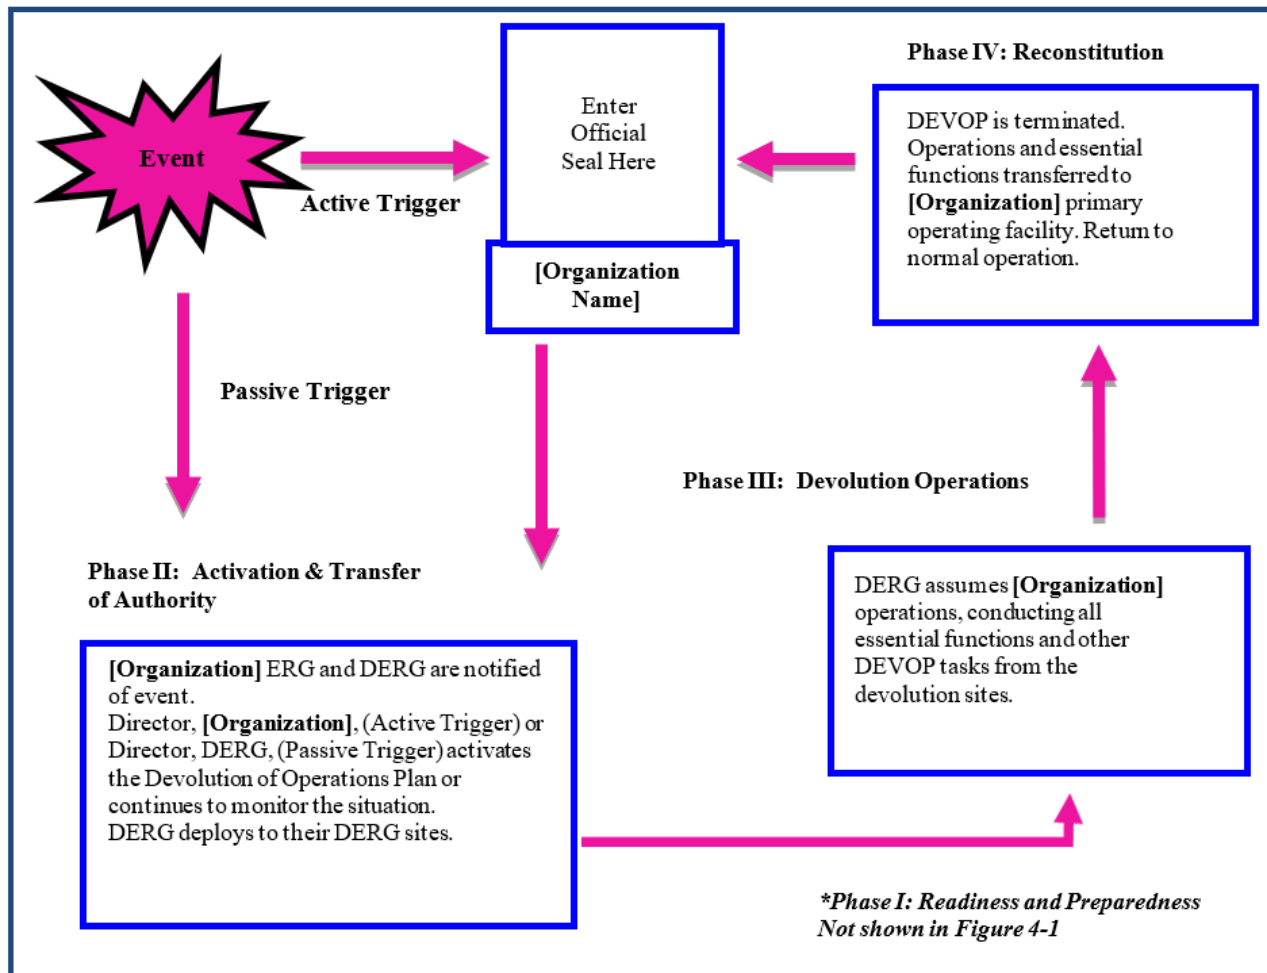 Event
Active Trigger
Enter
Official
Seal Here
[Organization
Name]
Phase IV: Reconstitution
DEVOP is terminated.
Operations and essential
functions transferred to
[Organization] primary
operating facility. Return to
normal operation.
Passive Trigger
Phase III: Devolution Operations
Phase II: Activation & Transfer
of Authority
[Organization] ERG and DERG are notified
of event.
Director, [Organization], (Active Trigger) or
Director, DERG, (Passive Trigger) activates
the Devolution of Operations Plan or
continues to monitor the situation.
DERG deploys to their DERG sites.
DERG assumes [Organization]
operations, conducting all
essential functions and other
DEVOP tasks from the
devolution sites.
*Phase I: Readiness and Preparedness
Not shown in Figure 4-1